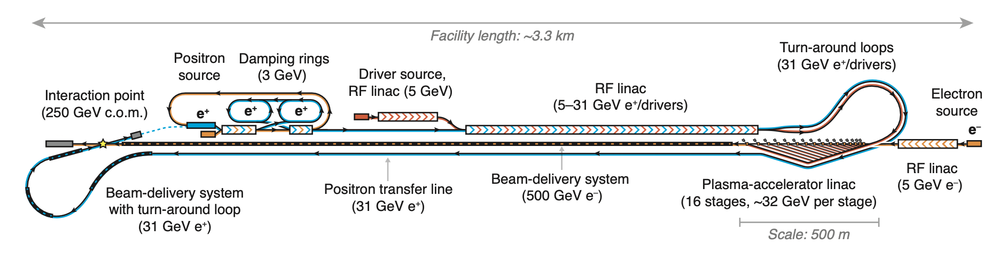 Facility length: ~3.3 km
Turn-around loops
(31 GeV e⁺/drivers)
Positron
source
Damping rings
(3 GeV)
Driver source,
RF linac (5 GeV)
RF linac
(5–31 GeV e⁺/drivers)
Interaction point
(250 GeV c.o.m.)
Electron
source
e⁺
e⁺
e⁺
e⁻
Beam-delivery system
with turn-around loop
(31 GeV e⁺)
Positron transfer line
(31 GeV e⁺)
Beam-delivery system
(500 GeV e⁻)
Plasma-accelerator linac
(16 stages, ~32 GeV per stage)
RF linac
(5 GeV e⁻)
Scale: 500 m